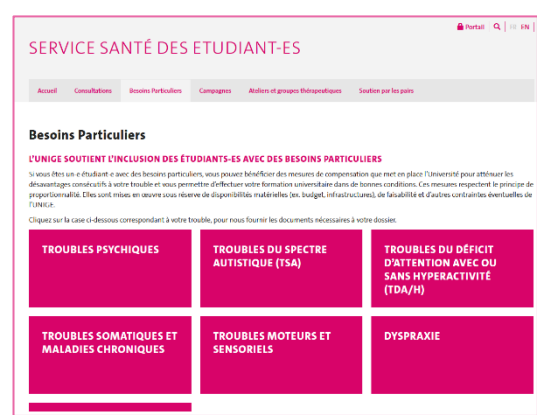 Portail FR EN
SERVICE SANTÉ DES ETUDIANT-ES
Accueil Consultations Besoins Particuliers Campagnes Ateliers et groupes thérapeutiques Soutien par les pairs
Besoins Particuliers
L'UNIGE SOUTIENT L'INCLUSION DES ÉTUDIANTS-ES AVEC DES BESOINS PARTICULIERS
Si vous êtes un-e étudiant-e avec des besoins particuliers, vous pouvez bénéficier des mesures de compensation que met en place l'Université pour atténuer les
désavantages consécutifs à votre trouble et vous permettre d'effectuer votre formation universitaire dans de bonnes conditions. Ces mesures respectent le principe de
proportionnalité. Elles sont mises en œuvre sous réserve de disponibilités matérielles (ex. budget, infrastructures), de faisabilité et d'autres contraintes éventuelles de
l'UNIGE.
Cliquez sur la case ci-dessous correspondant à votre trouble, pour nous fournir les documents nécessaires à votre dossier.
TROUBLES PSYCHIQUES
TROUBLES DU SPECTRE
AUTISTIQUE (TSA)
TROUBLES DU DÉFICIT
D'ATTENTION AVEC OU
SANS HYPERACTIVITÉ
(TDA/H)
TROUBLES SOMATIQUES ET
MALADIES CHRONIQUES
TROUBLES MOTEURS ET
SENSORIELS
DYSPRAXIE